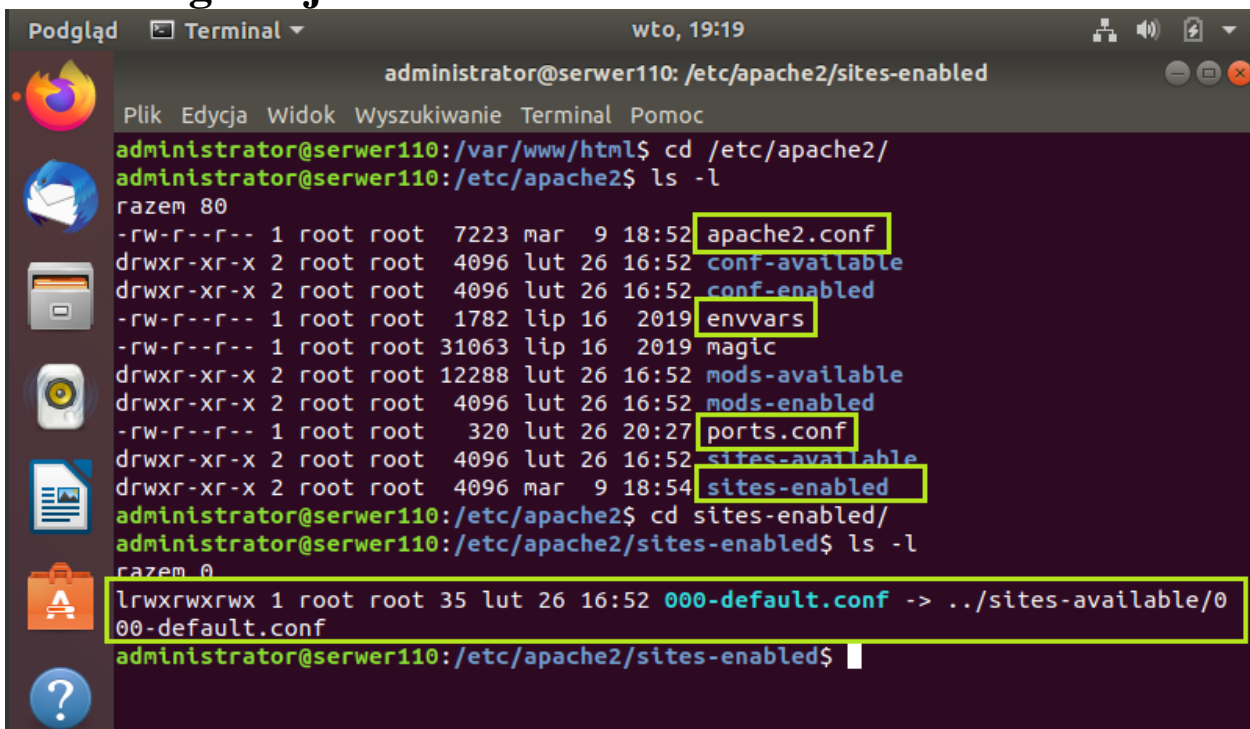 Podgląd Terminal wto, 19:19
administrator@serwer110: /etc/apache2/sites-enabled
Plik Edycja Widok Wyszukiwanie Terminal Pomoc
administrator@serwer110:/var/www/html$ cd /etc/apache2/
administrator@serwer110:/etc/apache2$ ls -l
razem 80
-rw-r--r-- 1 root root  7223 mar  9 18:52 apache2.conf
drwxr-xr-x 2 root root  4096 lut 26 16:52 conf-available
drwxr-xr-x 2 root root  4096 lut 26 16:52 conf-enabled
-rw-r--r-- 1 root root  1782 lip 16  2019 envvars
-rw-r--r-- 1 root root 31063 lip 16  2019 magic
drwxr-xr-x 2 root root 12288 lut 26 16:52 mods-available
drwxr-xr-x 2 root root  4096 lut 26 16:52 mods-enabled
-rw-r--r-- 1 root root   320 lut 26 20:27 ports.conf
drwxr-xr-x 2 root root  4096 lut 26 16:52 sites-available
drwxr-xr-x 2 root root  4096 mar  9 18:54 sites-enabled
administrator@serwer110:/etc/apache2$ cd sites-enabled/
administrator@serwer110:/etc/apache2/sites-enabled$ ls -l
razem 0
lrwxrwxrwx 1 root root 35 lut 26 16:52 000-default.conf -> ../sites-available/0
00-default.conf
administrator@serwer110:/etc/apache2/sites-enabled$